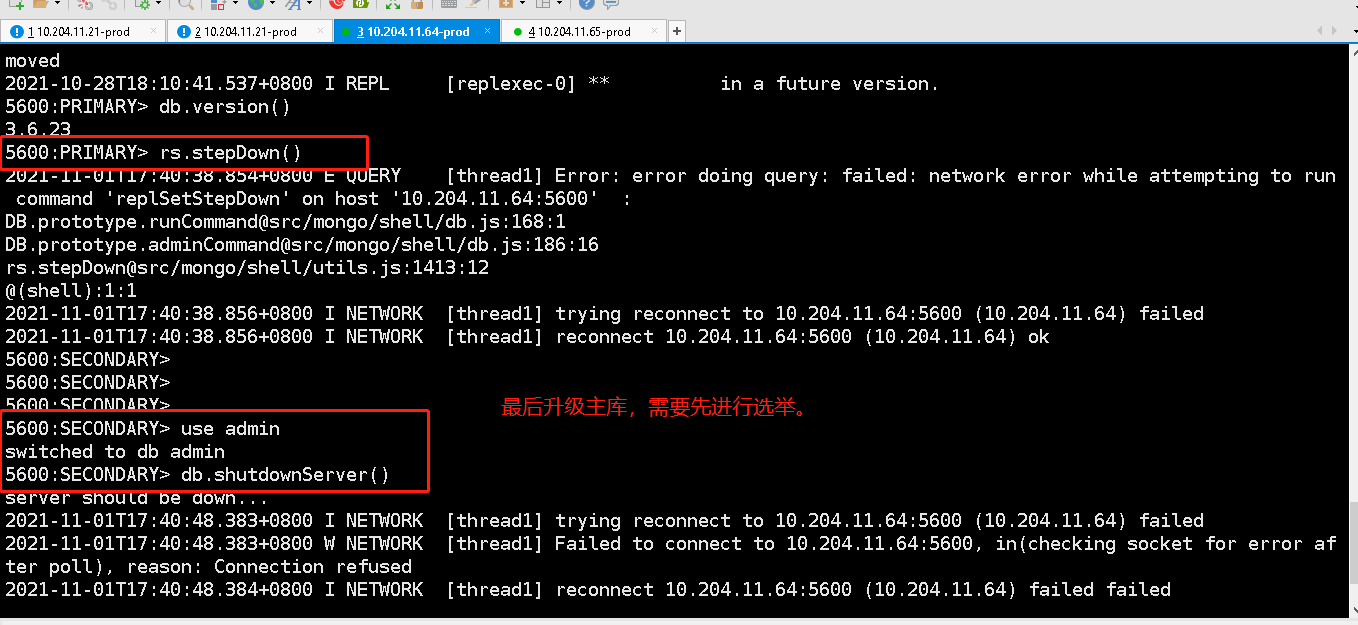 1 10.204.11.21-prod
2 10.204.11.21-prod
3 10.204.11.64-prod
4 10.204.11.65-prod
moved
2021-10-28T18:10:41.537+0800 I REPL     [replexec-0] **          in a future version.
5600:PRIMARY> db.version()
3.6.23
5600:PRIMARY> rs.stepDown()
2021-11-01T17:40:38.854+0800 E QUERY    [thread1] Error: error doing query: failed: network error while attempting to run
 command 'replSetStepDown' on host '10.204.11.64:5600'  :
DB.prototype.runCommand@src/mongo/shell/db.js:168:1
DB.prototype.adminCommand@src/mongo/shell/db.js:186:16
rs.stepDown@src/mongo/shell/utils.js:1413:12
@(shell):1:1
2021-11-01T17:40:38.856+0800 I NETWORK  [thread1] trying reconnect to 10.204.11.64:5600 (10.204.11.64) failed
2021-11-01T17:40:38.856+0800 I NETWORK  [thread1] reconnect 10.204.11.64:5600 (10.204.11.64) ok
5600:SECONDARY>
5600:SECONDARY>
5600:SECONDARY>
最后升级主库，需要先进行选举。
5600:SECONDARY> use admin
switched to db admin
5600:SECONDARY> db.shutdownServer()
server should be down...
2021-11-01T17:40:48.383+0800 I NETWORK  [thread1] trying reconnect to 10.204.11.64:5600 (10.204.11.64) failed
2021-11-01T17:40:48.383+0800 W NETWORK  [thread1] Failed to connect to 10.204.11.64:5600, in(checking socket for error af
ter poll), reason: Connection refused
2021-11-01T17:40:48.384+0800 I NETWORK  [thread1] reconnect 10.204.11.64:5600 (10.204.11.64) failed failed